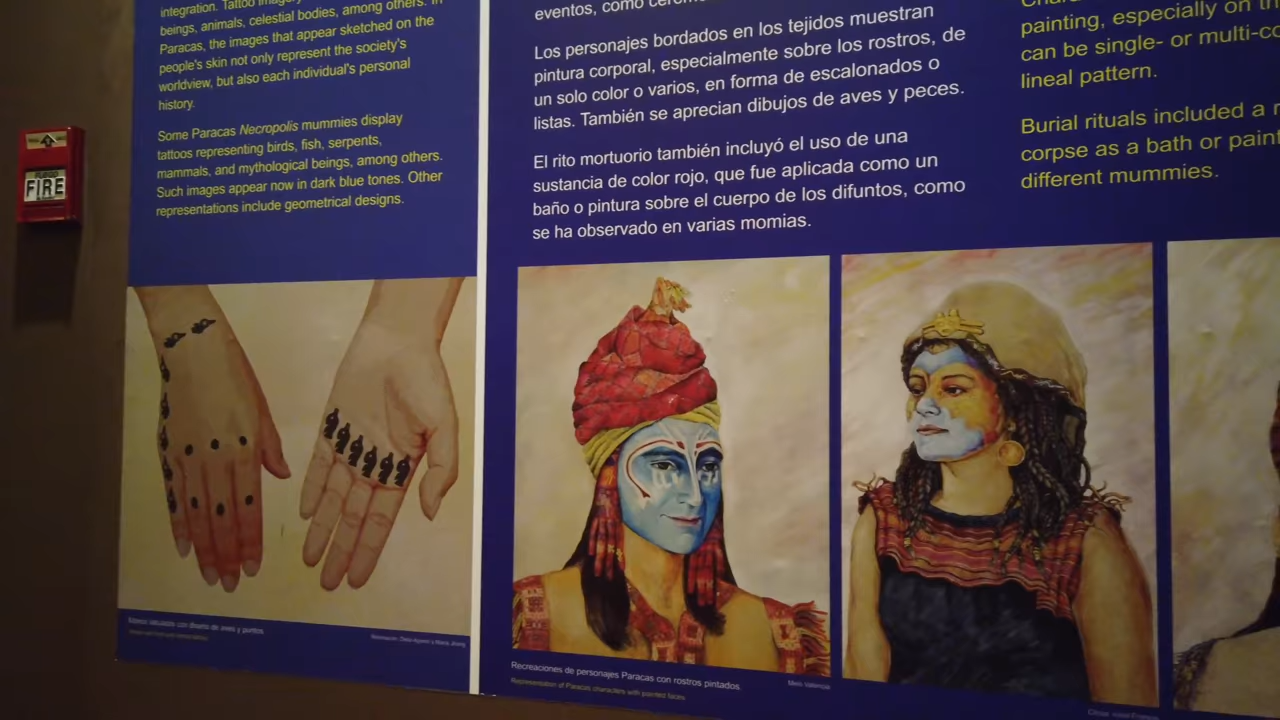 FIRE
integration. Tattoo imagery
beings, animals, celestial bodies, among others. In
Paracas, the images that appear sketched on the
people's skin not only represent the society's
worldview, but also each individual's personal
history.
Some Paracas Necropolis mummies display
tattoos representing birds, fish, serpents,
mammals, and mythological beings, among others.
Such images appear now in dark blue tones. Other
representations include geometrical designs.
eventos, como
Los personajes bordados en los tejidos muestran
pintura corporal, especialmente sobre los rostros, de
un solo color o varios, en forma de escalonados o
listas. También se aprecian dibujos de aves y peces.
El rito mortuorio también incluyó el uso de una
sustancia de color rojo, que fue aplicada como un
baño o pintura sobre el cuerpo de los difuntos, como
se ha observado en varias momias.
painting, especially on
can be single- or
lineal pattern.
Burial rituals included a
corpse as a bath or
different mummies.
tatuados con diseño de aves y puntos
Recreaciones de personajes Paracas con rostros pintados.
Representation of Paracas characters with painted faces.